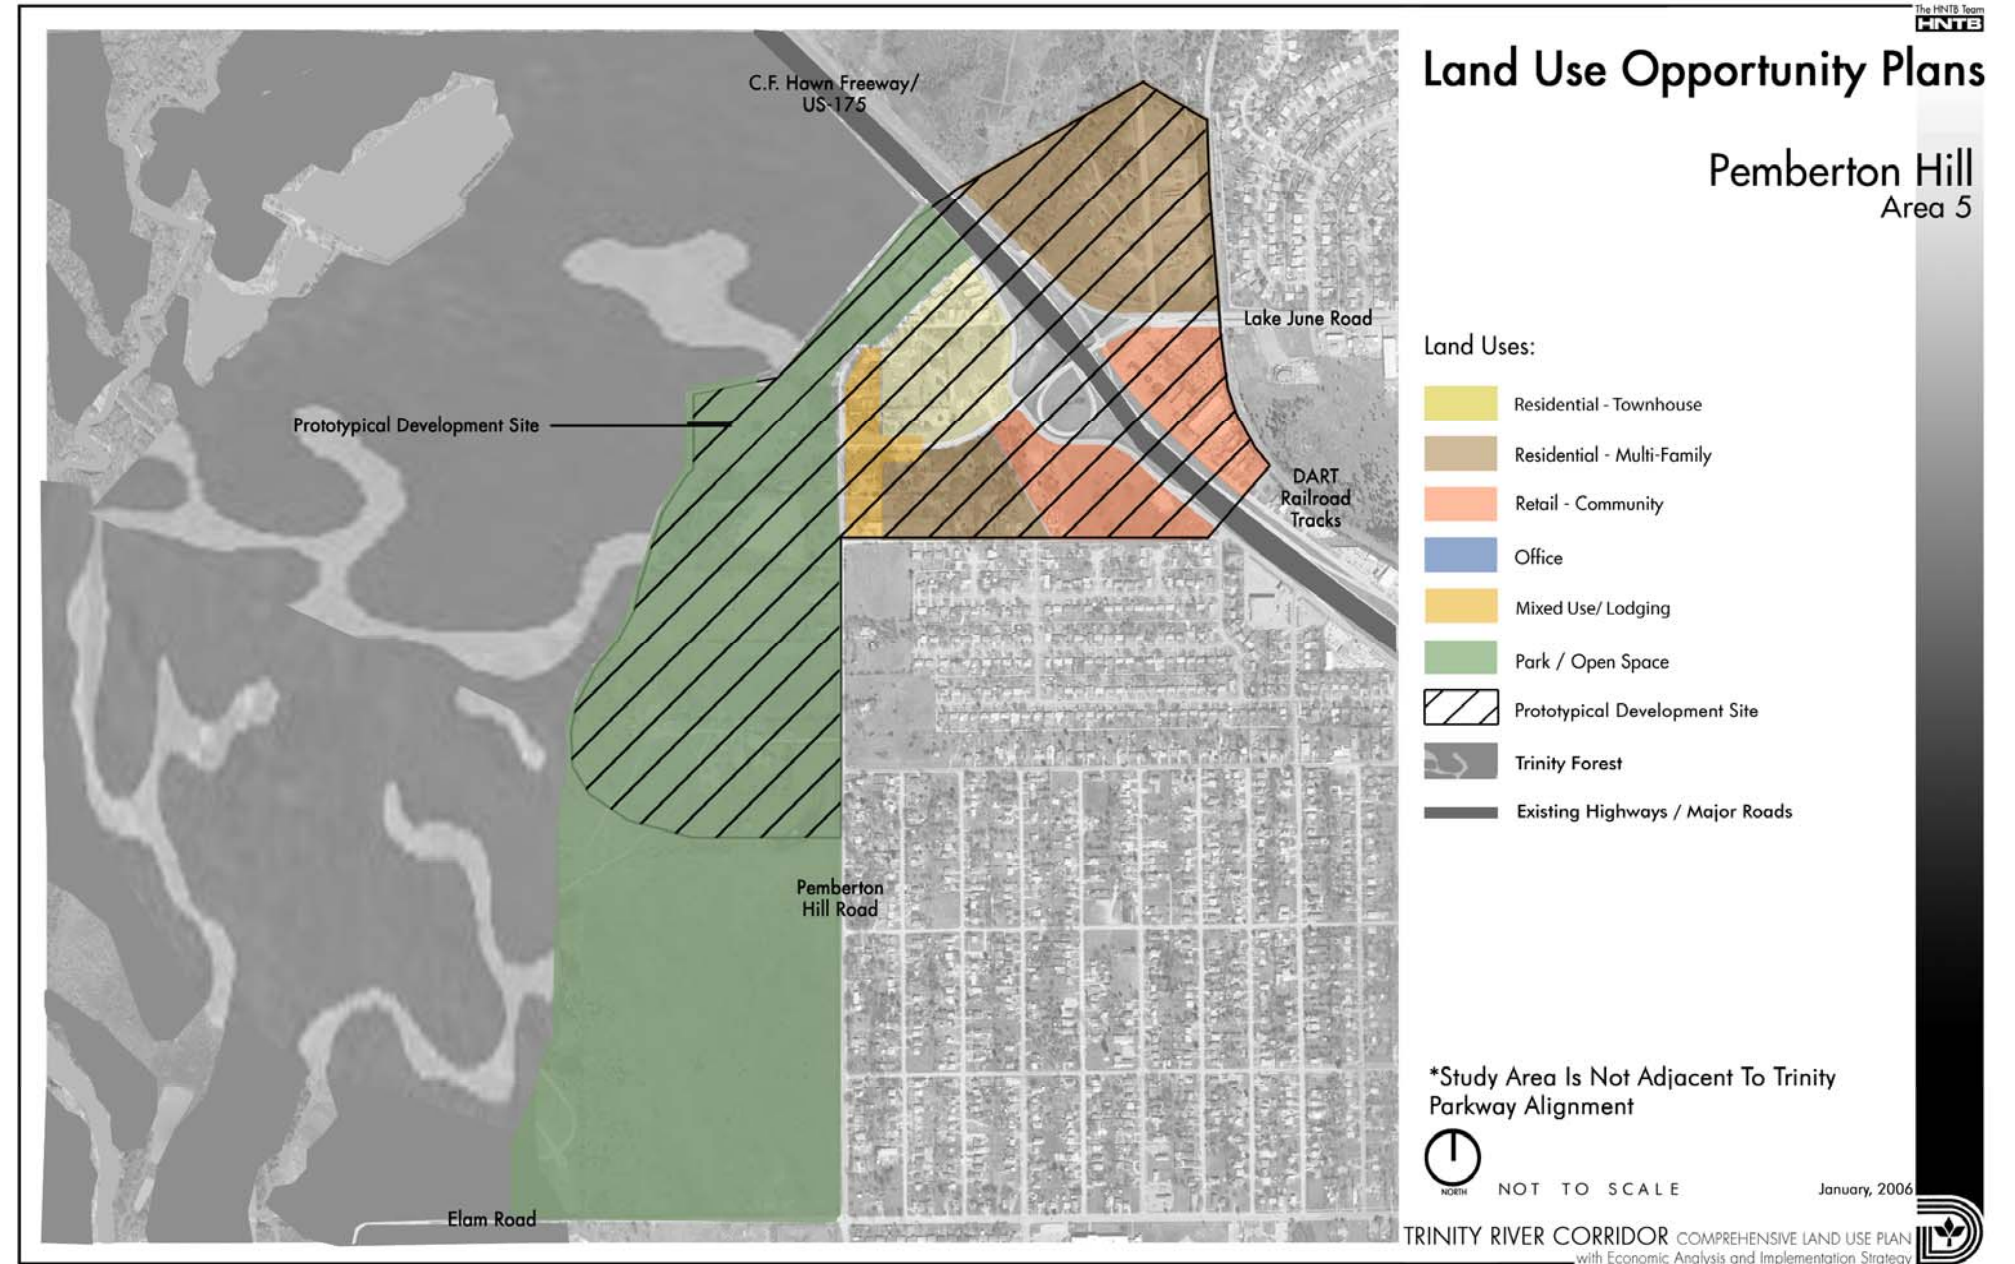 The HNTB Team
HNTB
Land Use Opportunity Plans
Pemberton Hill
Area 5
C.F. Hawn Freeway/
US-175
Lake June Road
Prototypical Development Site
DART
Railroad
Tracks
Pemberton
Hill Road
Elam Road
Land Uses:
Residential - Townhouse
Residential - Multi-Family
Retail - Community
Office
Mixed Use/ Lodging
Park / Open Space
Prototypical Development Site
Trinity Forest
Existing Highways / Major Roads
*Study Area Is Not Adjacent To Trinity
Parkway Alignment
NORTH
NOT TO SCALE
January, 2006
TRINITY RIVER CORRIDOR COMPREHENSIVE LAND USE PLAN
with Economic Analysis and Implementation Strategy